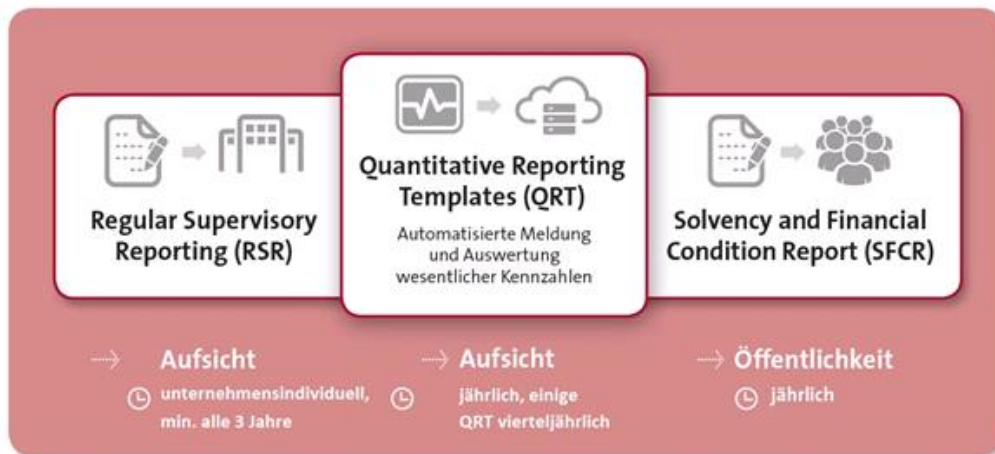 Regular Supervisory
Reporting (RSR)
Quantitative Reporting
Templates (QRT)
Automatisierte Meldung
und Auswertung
wesentlicher Kennzahlen
Solvency and Financial
Condition Report (SFCR)
Aufsicht
unternehmensindividuell,
min. alle 3 Jahre
Aufsicht
jährlich, einige
QRT vierteljährlich
Öffentlichkeit
jährlich